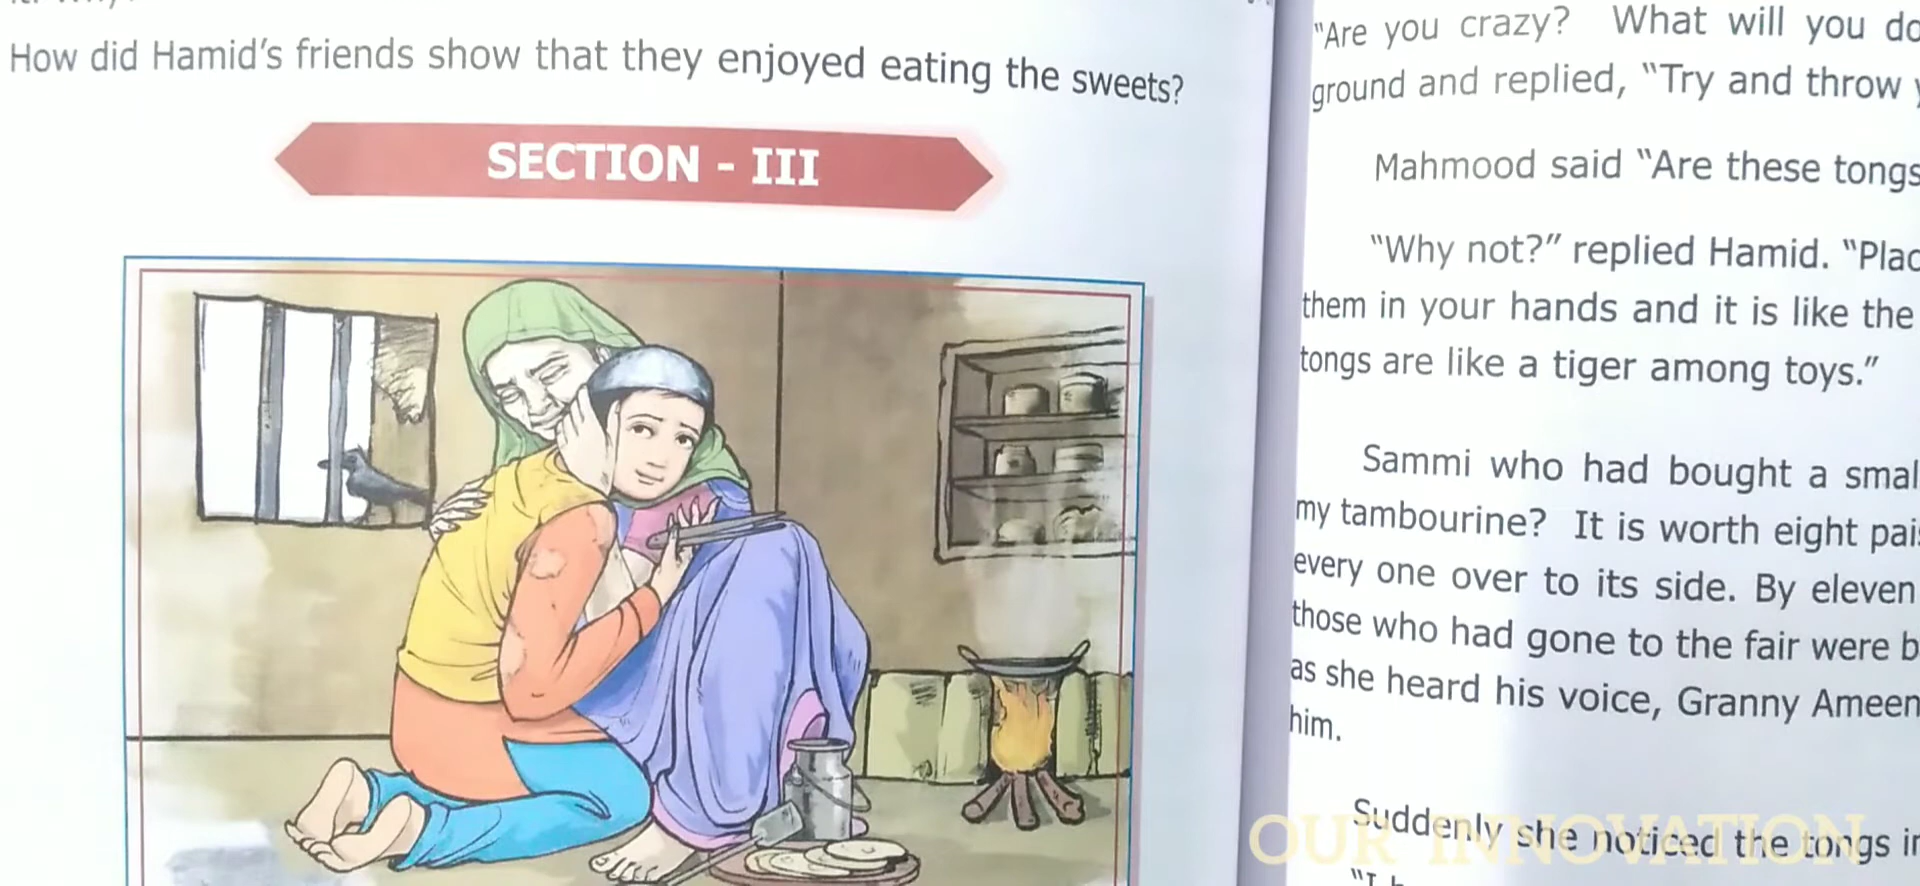 How did Hamid's friends show that they enjoyed eating the sweets?
SECTION - III
"Are you crazy? What will you do
ground and replied, "Try and throw
Mahmood said "Are these tongs
"Why not?" replied Hamid. "Plac
them in your hands and it is like the
tongs are like a tiger among toys."
Sammi who had bought a smal
my tambourine? It is worth eight pai
every one over to its side. By eleven
those who had gone to the fair were b
as she heard his voice, Granny Ameen
him.
Suddenly she noticed the tongs in
OUR INNOVATION